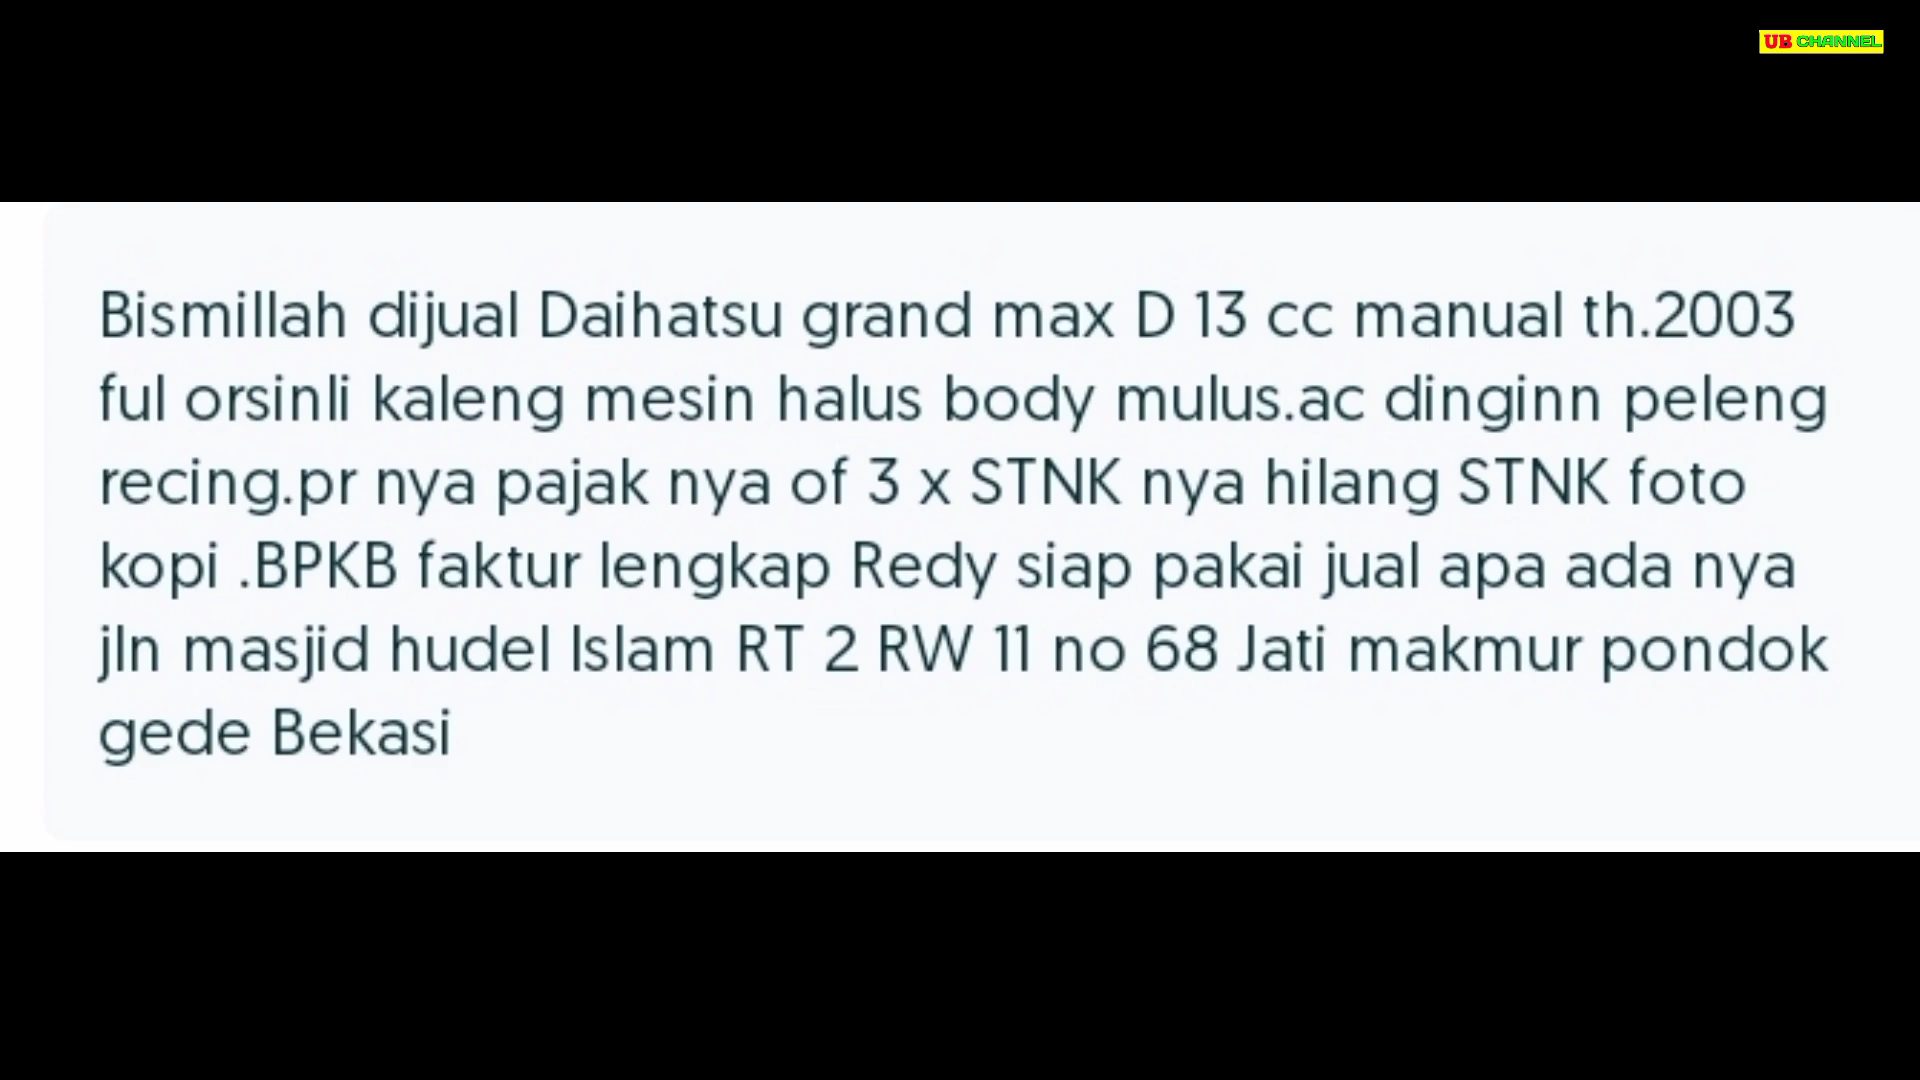 UB CHANNEL
Bismillah dijual Daihatsu grand max D 13 cc manual th.2003
ful orsinli kaleng mesin halus body mulus.ac dinginn peleng
recing.pr nya pajak nya of 3 x STNK nya hilang STNK foto
kopi .BPKB faktur lengkap Redy siap pakai jual apa ada nya
jln masjid hudel Islam RT 2 RW 11 no 68 Jati makmur pondok
gede Bekasi